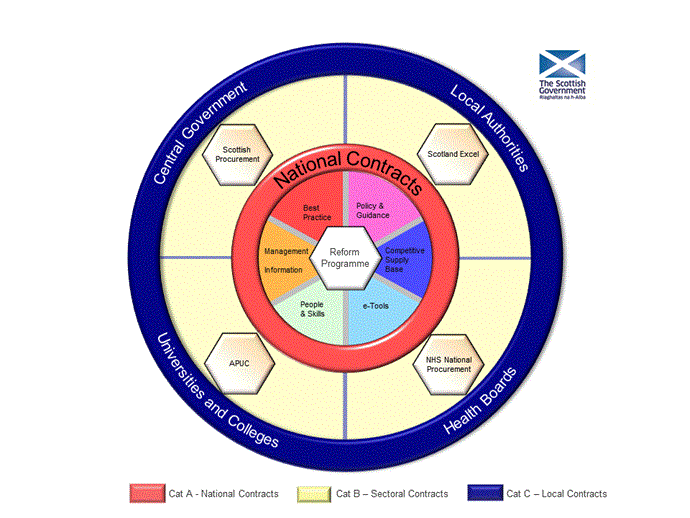 The Scottish
Government
Riaghaltas na h-Alba
Central Government
Local Authorities
Scottish
Procurement
Scotland Excel
National Contracts
Best
Practice
Policy &
Guidance
Management
Information
Reform
Programme
Competitive
Supply
Base
People
& Skills
e-Tools
APUC
NHS National
Procurement
Universities and Colleges
Health Boards
Cat A - National Contracts
Cat B – Sectoral Contracts
Cat C – Local Contracts